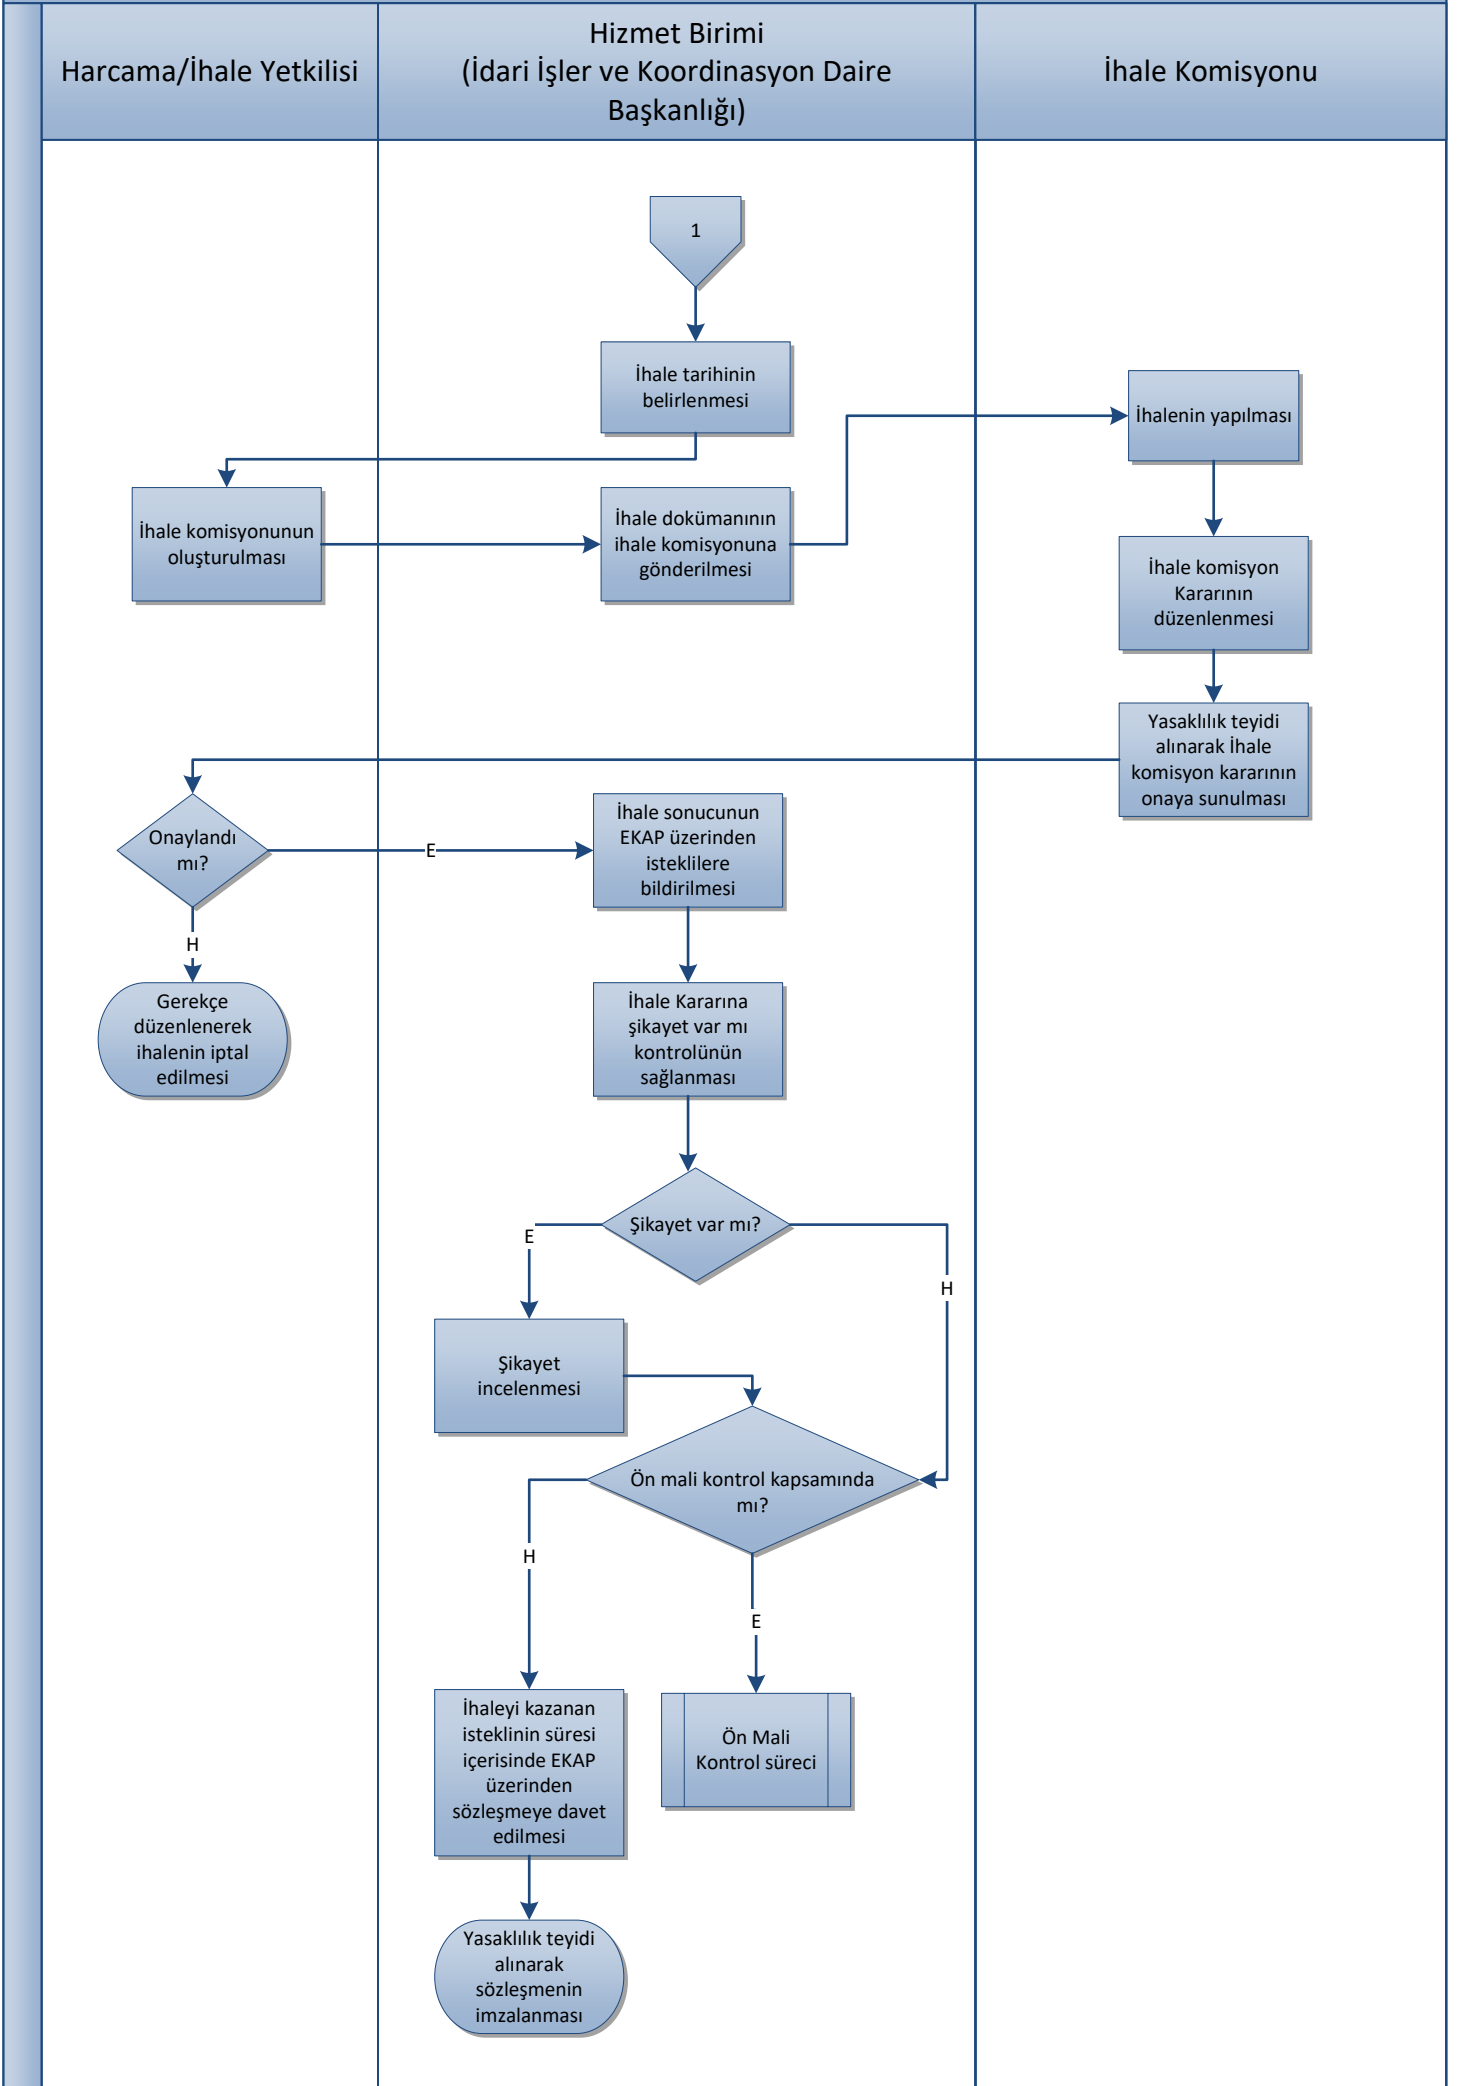 Harcama/İhale Yetkilisi
Hizmet Birimi
(İdari İşler ve Koordinasyon Daire
Başkanlığı)
İhale Komisyonu
1
İhale tarihinin
belirlenmesi
İhalenin yapılması
İhale komisyonunun
oluşturulması
İhale dokümanının
ihale komisyonuna
gönderilmesi
İhale komisyon
Kararının
düzenlenmesi
Yasaklılık teyidi
alınarak İhale
komisyon kararının
onaya sunulması
Onaylandı
mı?
E
İhale sonucunun
EKAP üzerinden
isteklilere
bildirilmesi
H
Gerekçe
düzenlenerek
ihalenin iptal
edilmesi
İhale Kararına
şikayet var mı
kontrolünün
sağlanması
Şikayet var mı?
E
H
Şikayet
incelenmesi
Ön mali kontrol kapsamında
mı?
H
E
İhaleyi kazanan
isteklinin süresi
içerisinde EKAP
üzerinden
sözleşmeye davet
edilmesi
Ön Mali
Kontrol süreci
Yasaklılık teyidi
alınarak
sözleşmenin
imzalanması